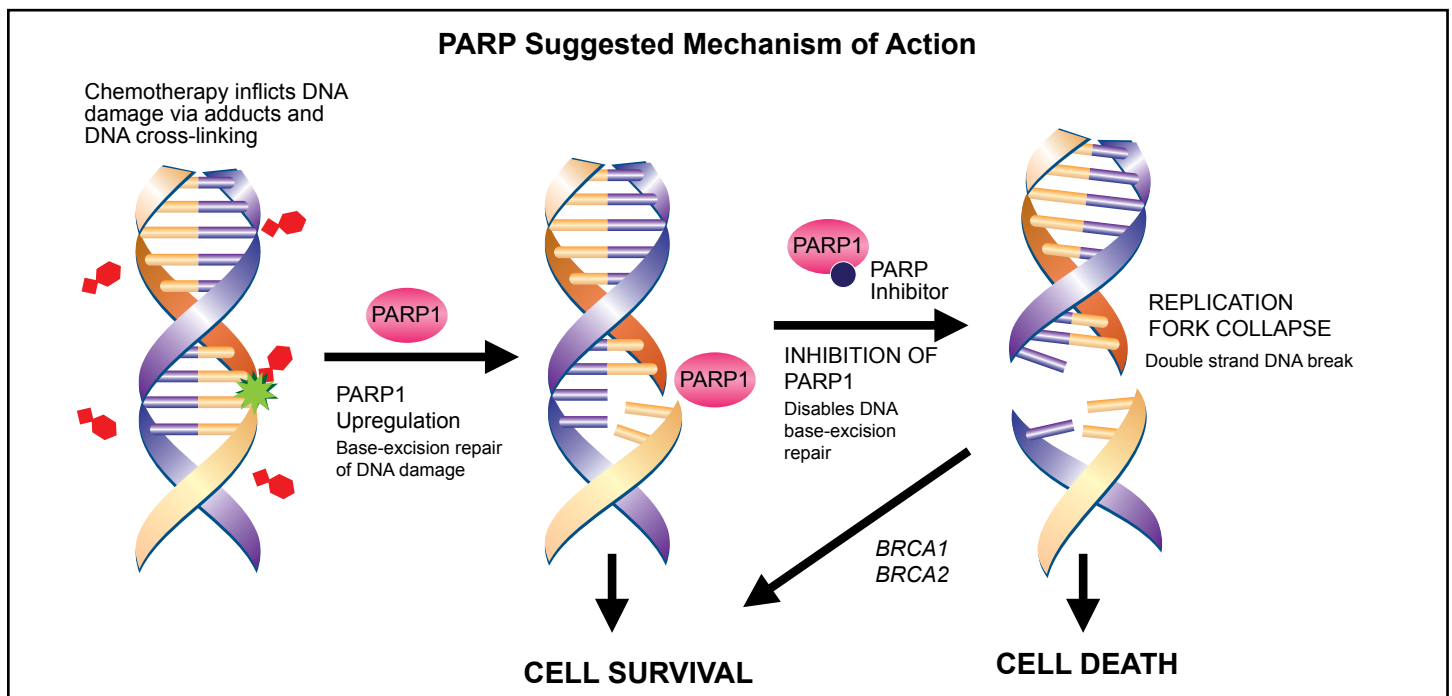 PARP Suggested Mechanism of Action
Chemotherapy inflicts DNA
damage via adducts and
DNA cross-linking
PARP1
PARP1
Upregulation
Base-excision repair
of DNA damage
PARP1
PARP1
PARP
Inhibitor
INHIBITION OF
PARP1
Disables DNA
base-excision
repair
REPLICATION
FORK COLLAPSE
Double strand DNA break
BRCA1
BRCA2
CELL SURVIVAL
CELL DEATH